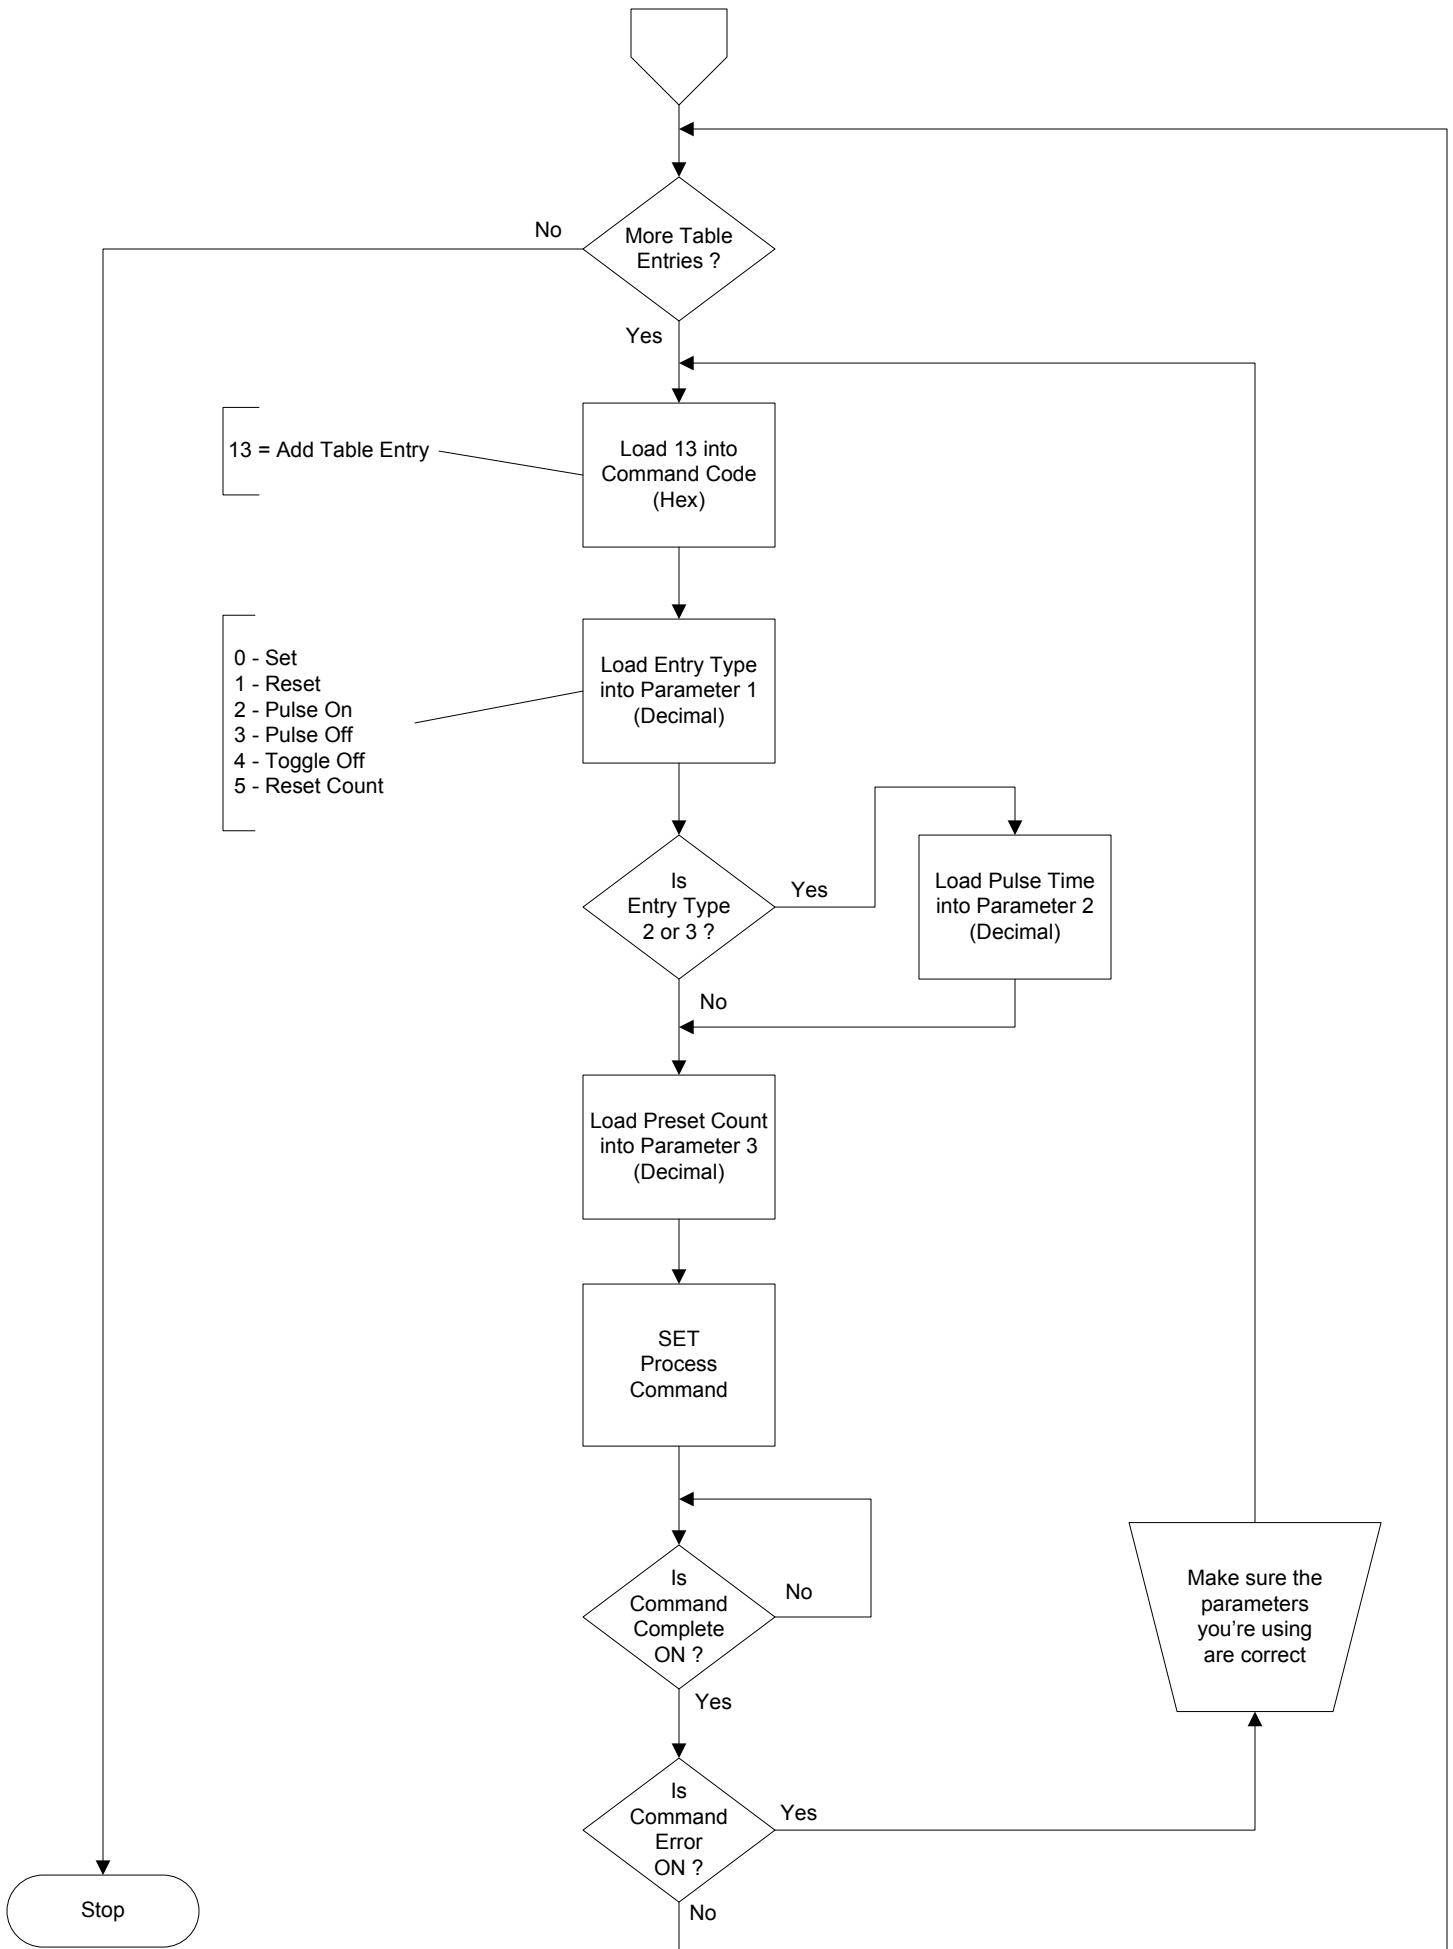 No
More Table
Entries ?
Yes
13 = Add Table Entry
Load 13 into
Command Code
(Hex)
0 - Set
1 - Reset
2 - Pulse On
3 - Pulse Off
4 - Toggle Off
5 - Reset Count
Load Entry Type
into Parameter 1
(Decimal)
Is
Entry Type
2 or 3 ?
Yes
Load Pulse Time
into Parameter 2
(Decimal)
No
Load Preset Count
into Parameter 3
(Decimal)
SET
Process
Command
Is
Command
Complete
ON ?
No
Make sure the
parameters
you're using
are correct
Yes
Is
Command
Error
ON ?
Yes
Stop
No